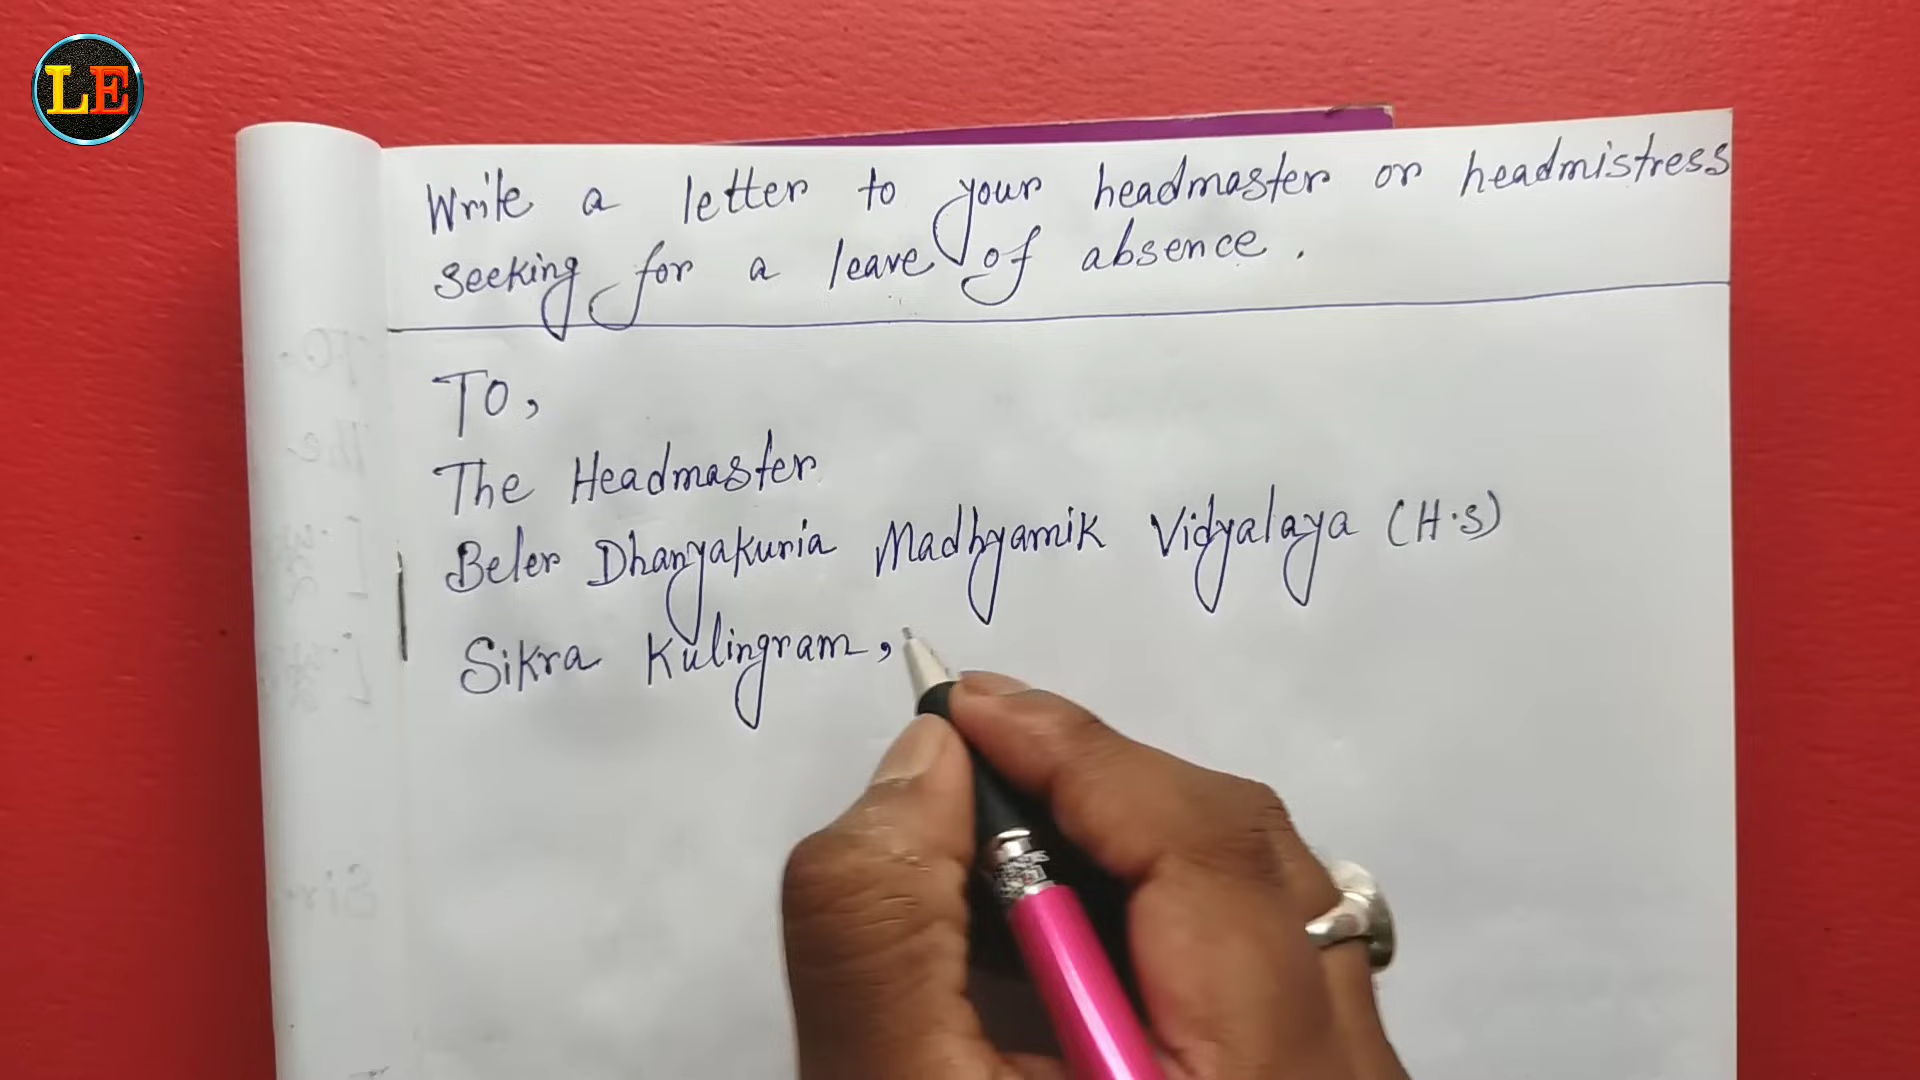 LE
Write a letter to your headmaster or headmistress
seeking for a leave of absence.
TO,
The Headmaster
Beler Dhanyakuria Madhyamik Vidyalaya (H.S)
Sikra Kulingram,